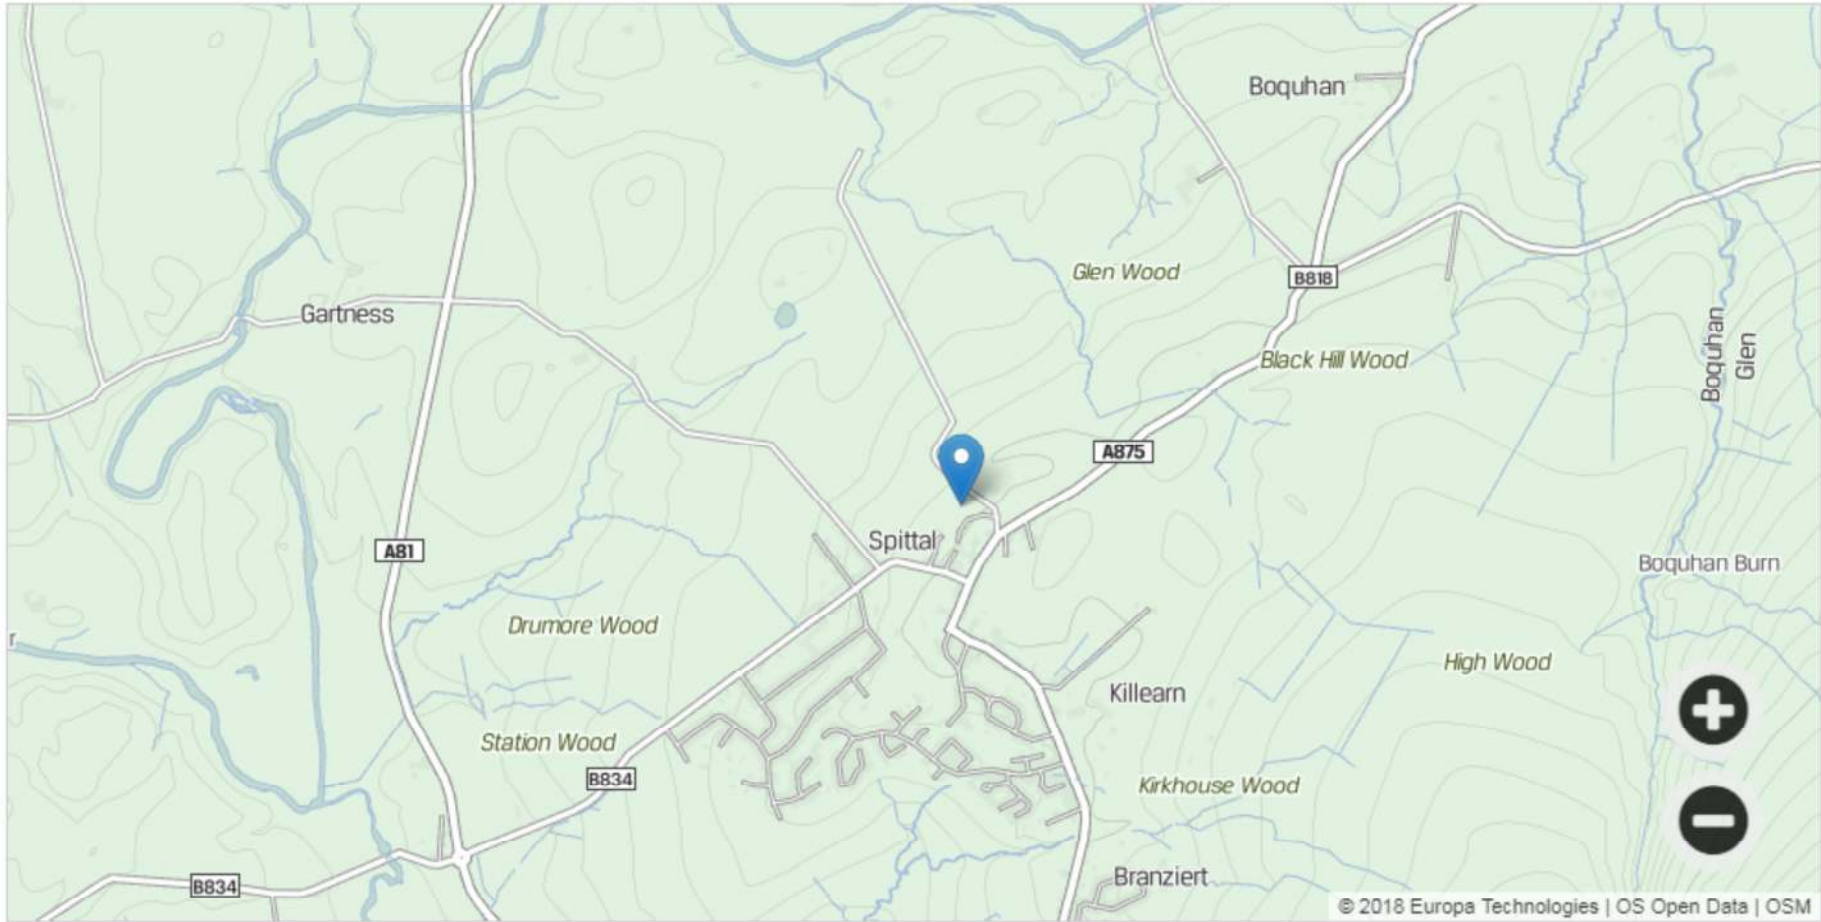 Boquhan
Glen Wood
B818
Gartness
Black Hill Wood
Boquhan
Glen
A875
Spittal
A81
Boquhan Burn
Drumore Wood
r
High Wood
Killearn
Station Wood
B834
Kirkhouse Wood
Branziert
B834
© 2018 Europa Technologies | OS Open Data | OSM